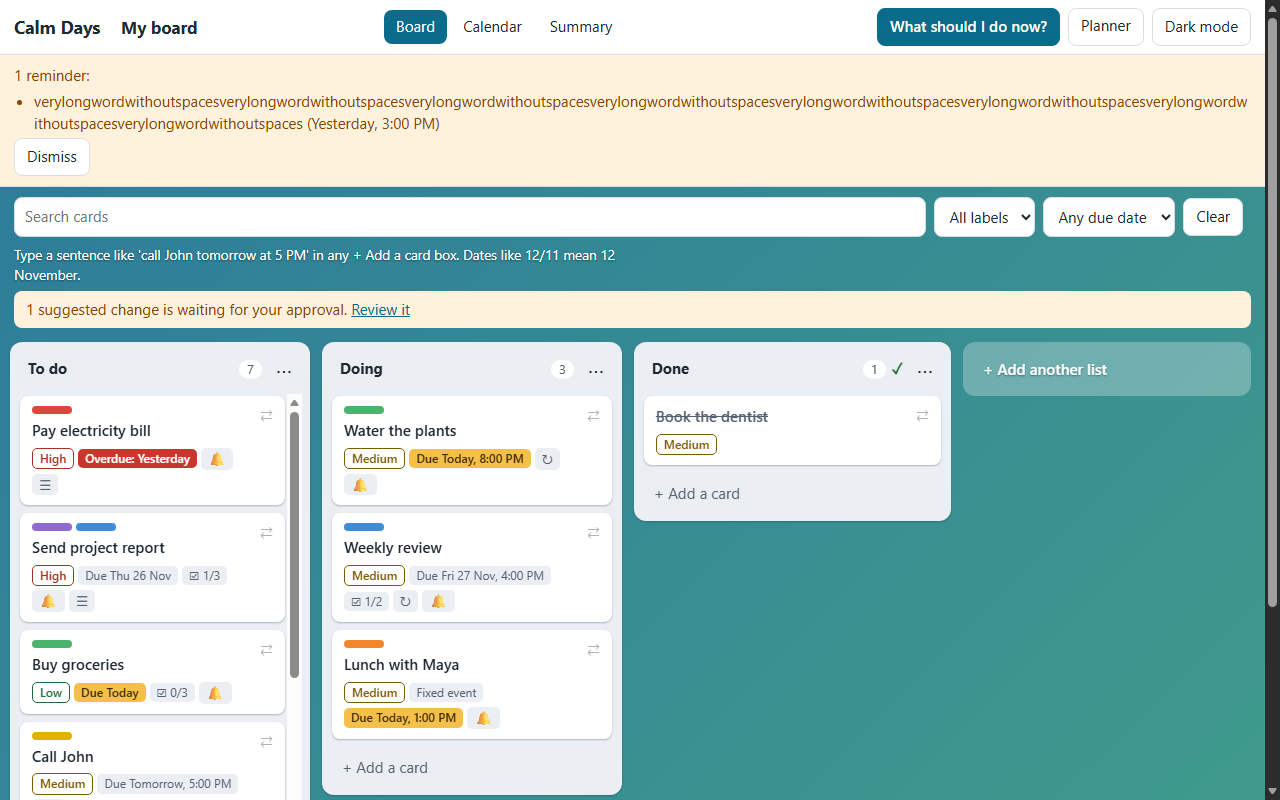 Calm Days My board Board Calendar Summary What should I do now? Planner Dark mode
1 reminder:
• verylongwordwithoutspacesverylongwordwithoutspacesverylongwordwithoutspacesverylongwordwithoutspacesverylongwordwithoutspacesverylongwordwithoutspacesverylongwordw
ithoutspacesverylongwordwithoutspaces (Yesterday, 3:00 PM)
Dismiss
Search cards All labels Any due date Clear
Type a sentence like 'call John tomorrow at 5 PM' in any + Add a card box. Dates like 12/11 mean 12
November.
1 suggested change is waiting for your approval. Review it
To do 7 ...
Pay electricity bill
High Overdue: Yesterday
Send project report
High Due Thu 26 Nov 1/3
Buy groceries
Low Due Today 0/3
Call John
Medium Due Tomorrow, 5:00 PM
Doing 3 ...
Water the plants
Medium Due Today, 8:00 PM
Weekly review
Medium Due Fri 27 Nov, 4:00 PM
1/2
Lunch with Maya
Medium Fixed event
Due Today, 1:00 PM
+ Add a card
Done 1 ✓ ...
Book the dentist
Medium
+ Add a card
+ Add another list